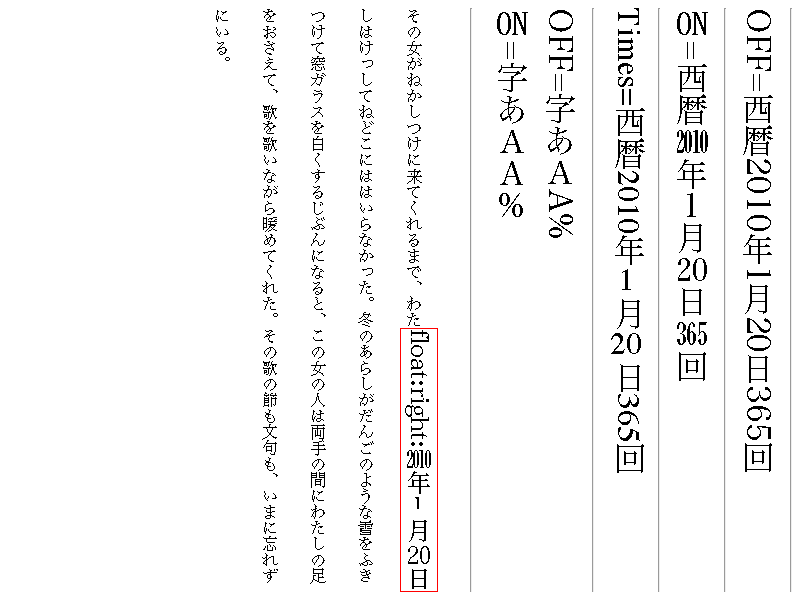 OFF=西暦2010年1月20日365回
ON=西暦2010年1月20日365回
Times=西暦2010年1月20日365回
OFF=字あAA%
ON=字あAA%
その女がねかしつけに来てくれるまで、わた
float:right:2010年1月20日
しはけっしてねどこにははいらなかった。冬のあらしがだんごのような雪をふき
つけて窓ガラスを白くするじぶんになると、この女の人は両手の間にわたしの足
をおさえて、歌を歌いながら暖めてくれた。その歌の節も文句も、いまに忘れず
にいる。